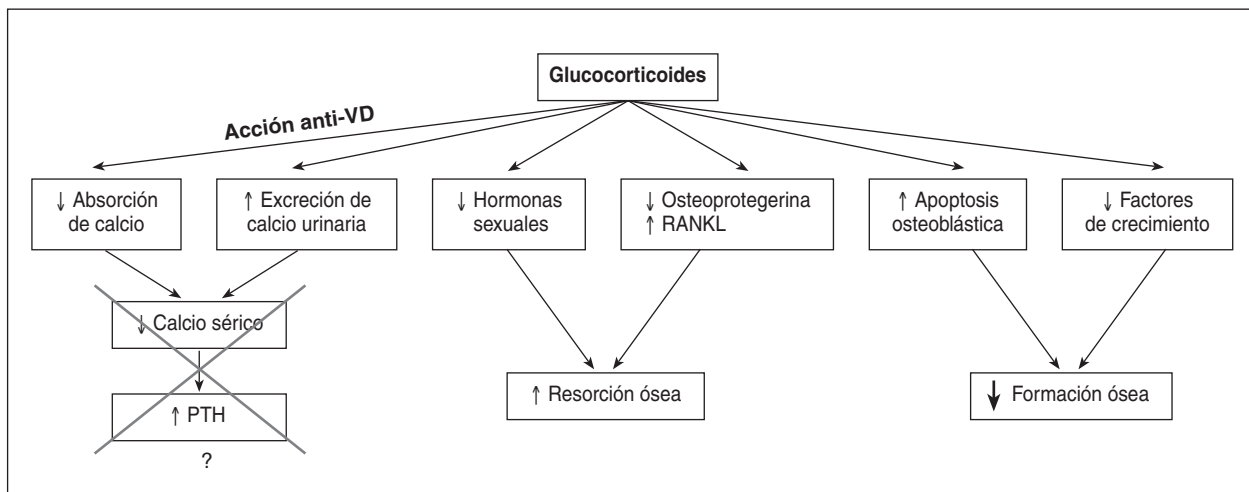 Glucocorticoides
Acción anti-VD
↓ Absorción
de calcio
↑ Excreción de
calcio urinaria
↓ Hormonas
sexuales
↓ Osteoprotegerina
↑ RANKL
↑ Apoptosis
osteoblástica
↓ Factores
de crecimiento
↓ Calcio sérico
↑ PTH
?
↑ Resorción ósea
↓ Formación ósea